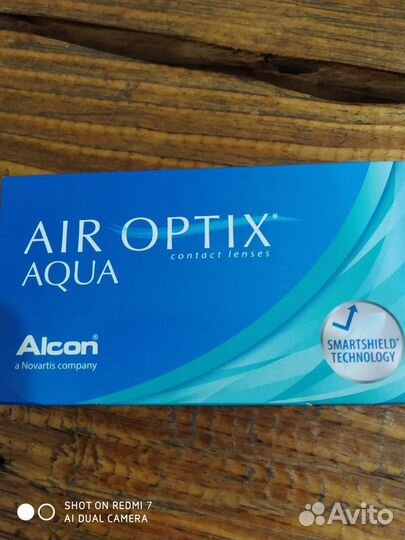 AIR OPTIX*
contact lenses
AQUA
Alcon®
a Novartis company
SMARTSHIELD*
TECHNOLOGY
SHOT ON REDMI 7
AI DUAL CAMERA
Avito